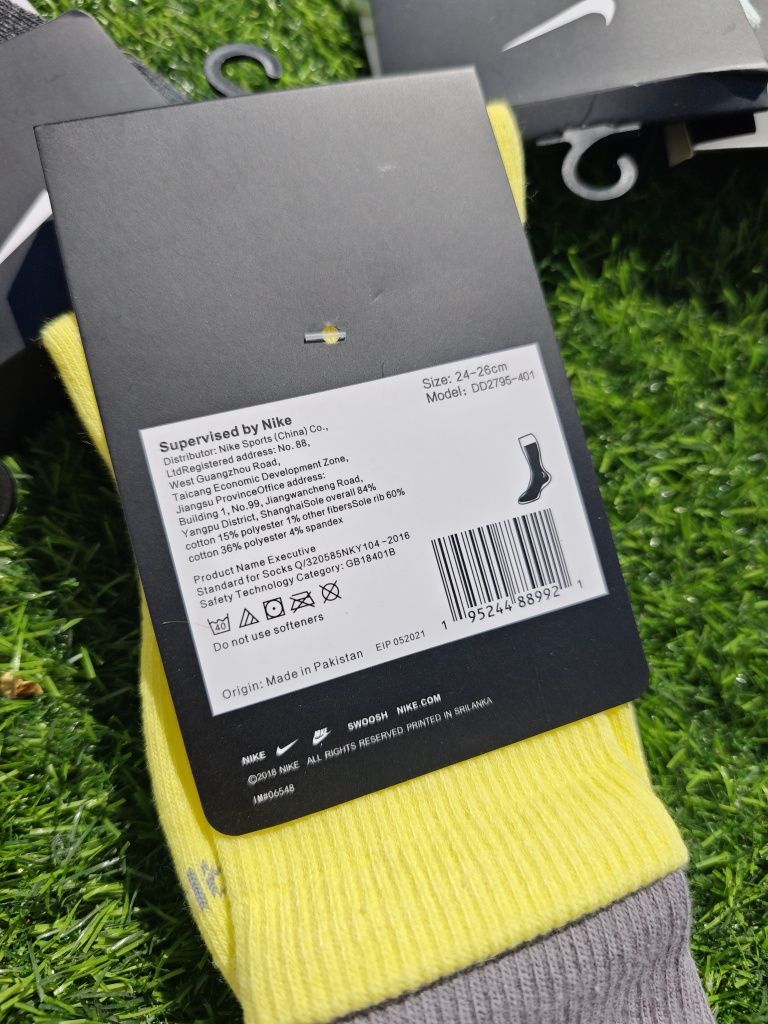 Size: 24-26cm
Model: DD2795-401
Supervised by Nike
Distributor: Nike Sports (China) Co.,
LtdRegistered address: No. 88,
West Guangzhou Road,
Taicang Economic Development Zone,
Jiangsu ProvinceOffice address:
Building 1, No.99, Jiangwancheng Road,
Yangpu District, ShanghaiSole overall 84%
cotton 15% polyester 1% other fibersSole rib 60%
cotton 36% polyester 4% spandex
Product Name Executive
Standard for Socks Q/320585NKY104-2016
Safety Technology Category: GB18401B
40
Do not use softeners
1 95244 88992 1
Origin: Made in Pakistan EIP 052021
NIKE SWOOSH NIKE.COM
©2018 NIKE ALL RIGHTS RESERVED PRINTED IN SRILANKA
IM#06548